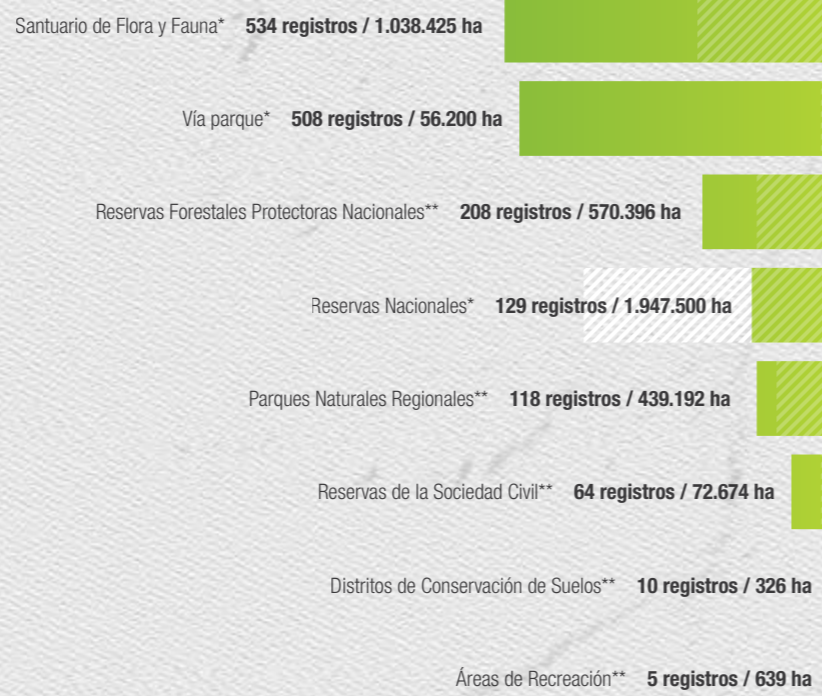 Santuario de Flora y Fauna* 534 registros / 1.038.425 ha
Vía parque* 508 registros / 56.200 ha
Reservas Forestales Protectoras Nacionales** 208 registros / 570.396 ha
Reservas Nacionales* 129 registros / 1.947.500 ha
Parques Naturales Regionales** 118 registros / 439.192 ha
Reservas de la Sociedad Civil** 64 registros / 72.674 ha
Distritos de Conservación de Suelos** 10 registros / 326 ha
Áreas de Recreación** 5 registros / 639 ha